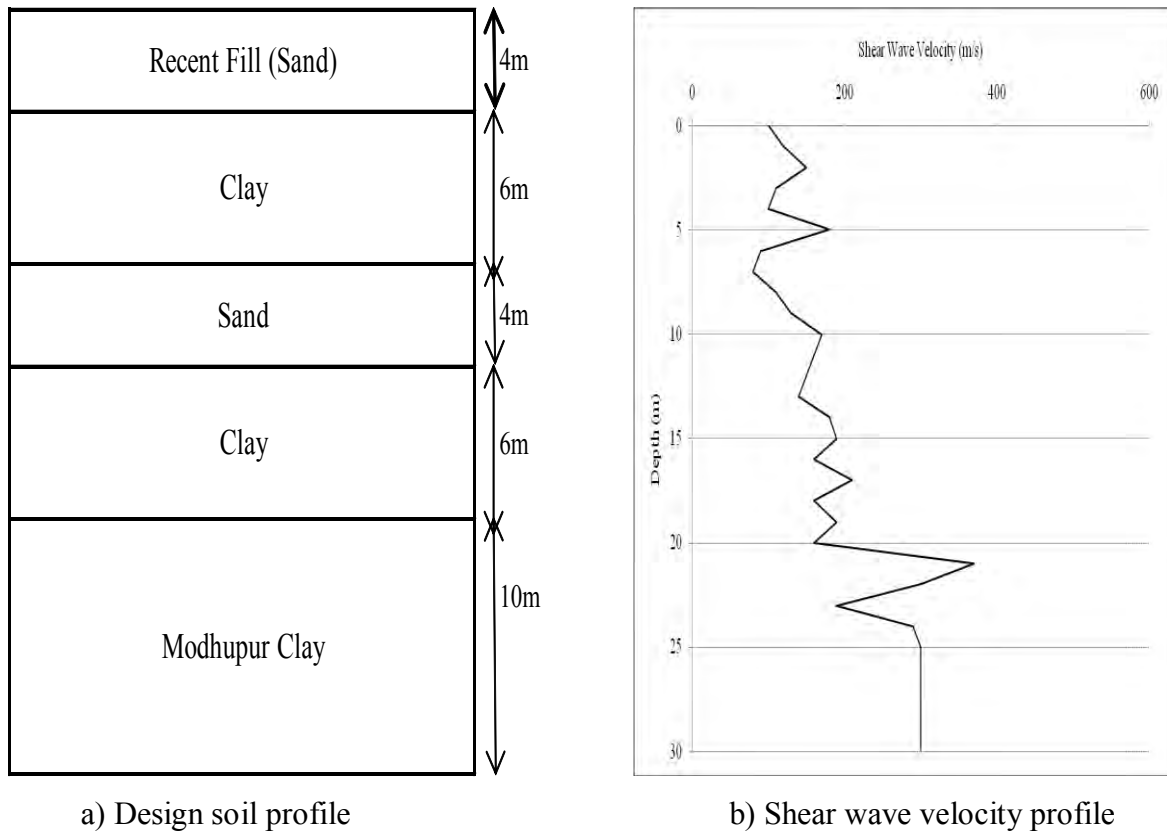 Recent Fill (Sand)
4m
Clay
6m
Sand
4m
Clay
6m
Modhupur Clay
10m
a) Design soil profile
Shear Wave Velocity (m/s)
0 200 400 600
0
5
10
15
20
25
30
Depth (m)
b) Shear wave velocity profile